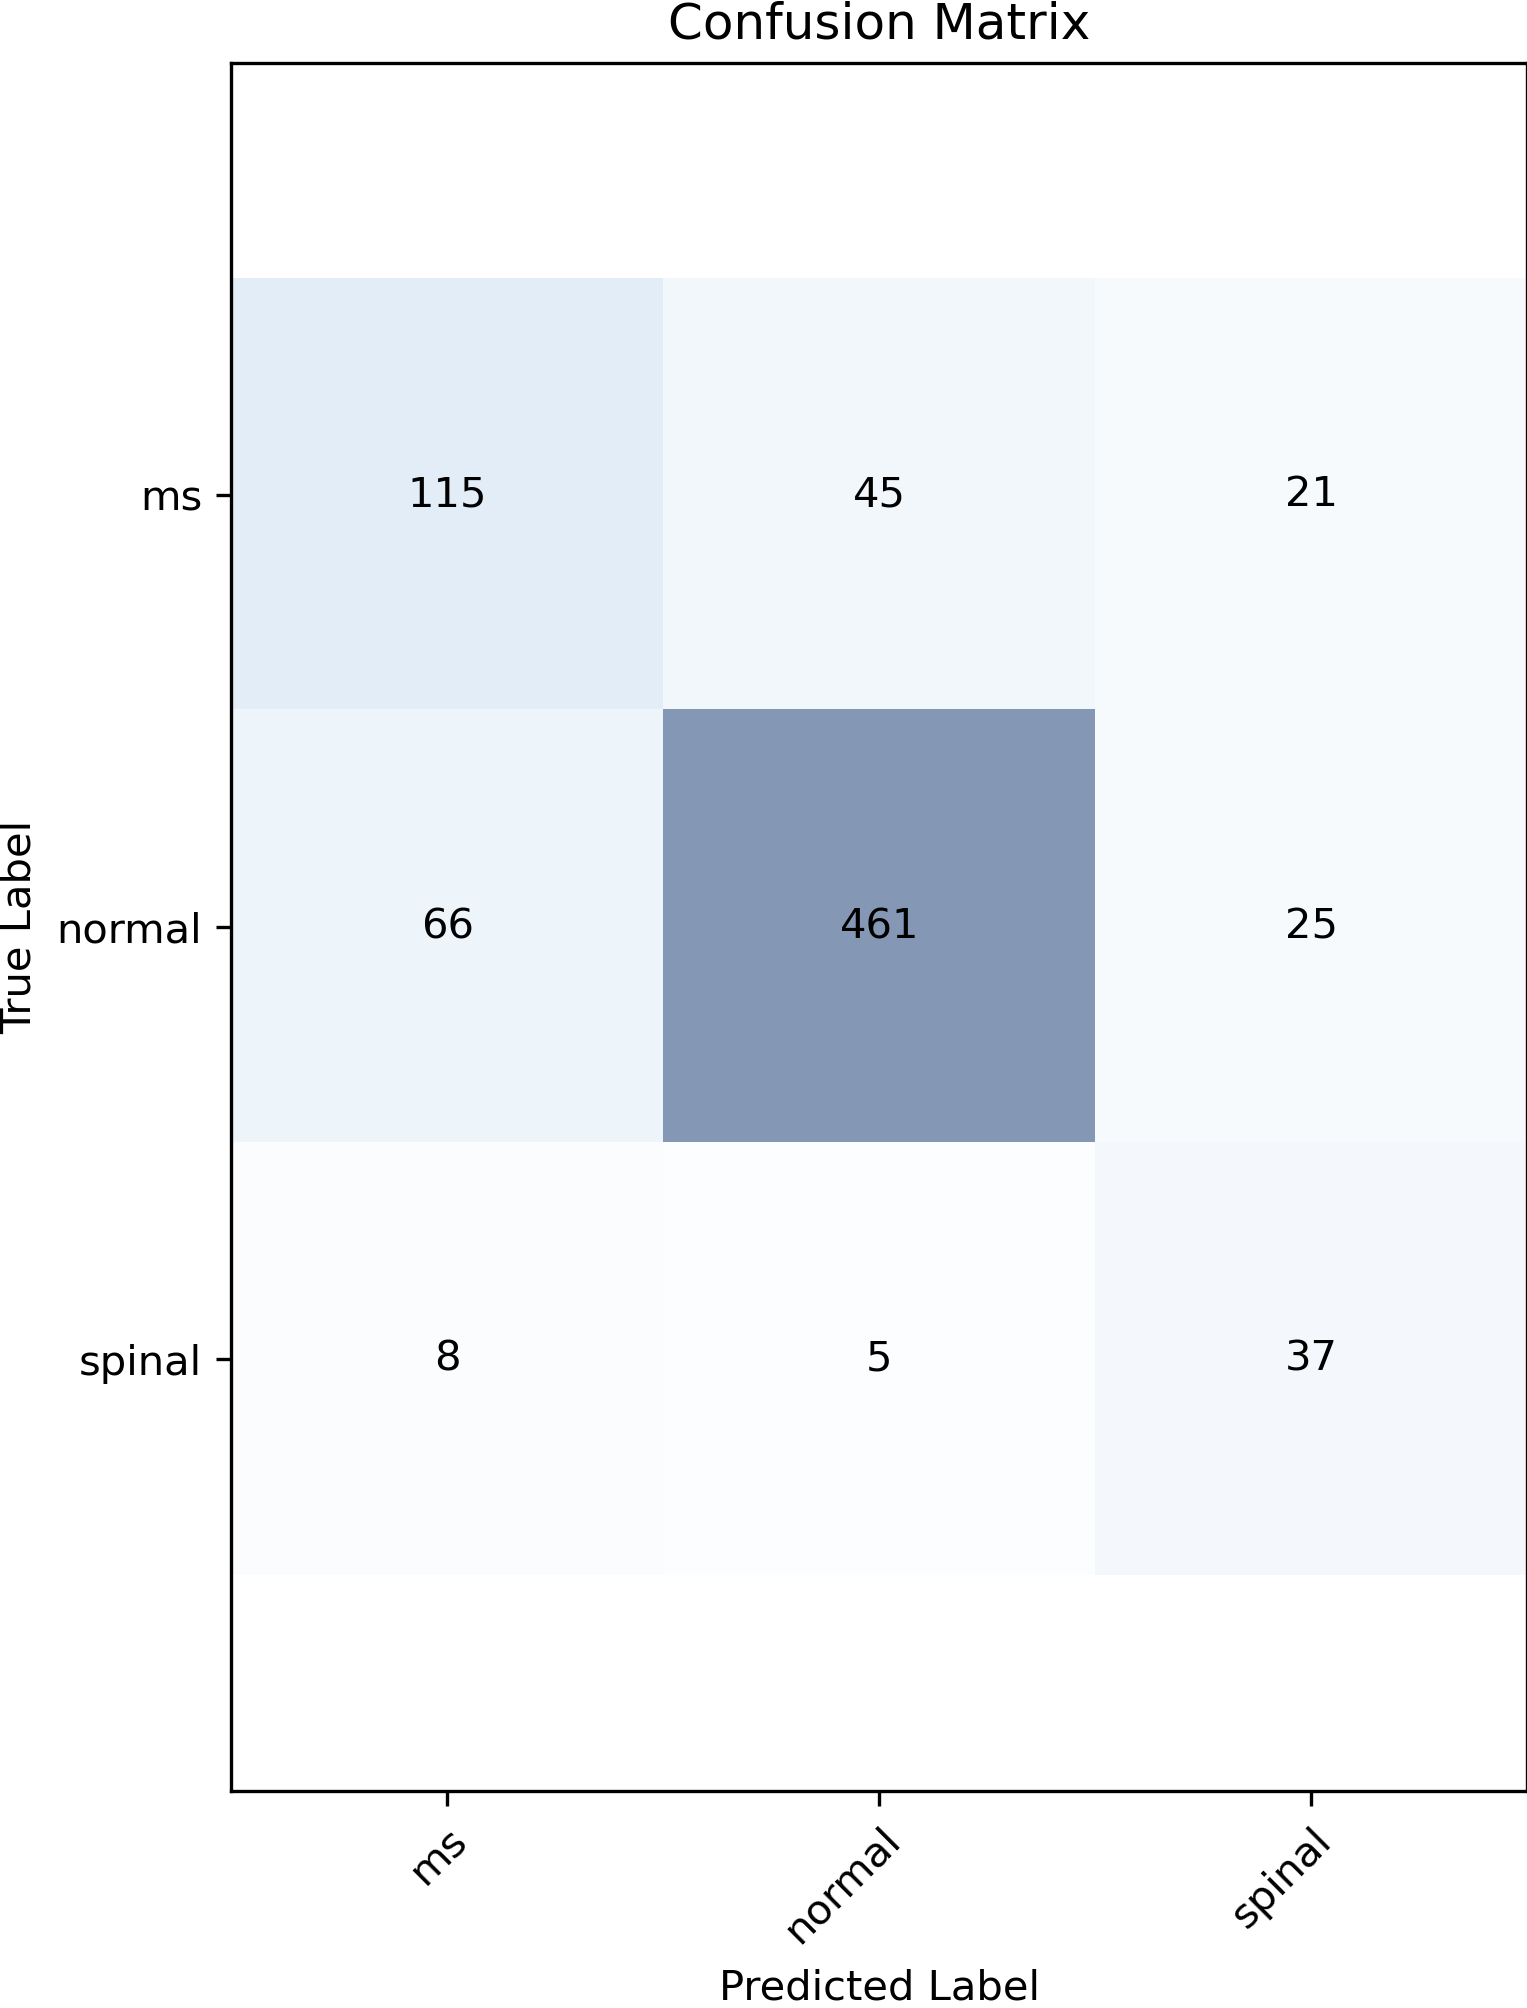 Confusion Matrix
True Label
ms
115 45 21
normal
66 461 25
spinal
8 5 37
ms normal spinal
Predicted Label